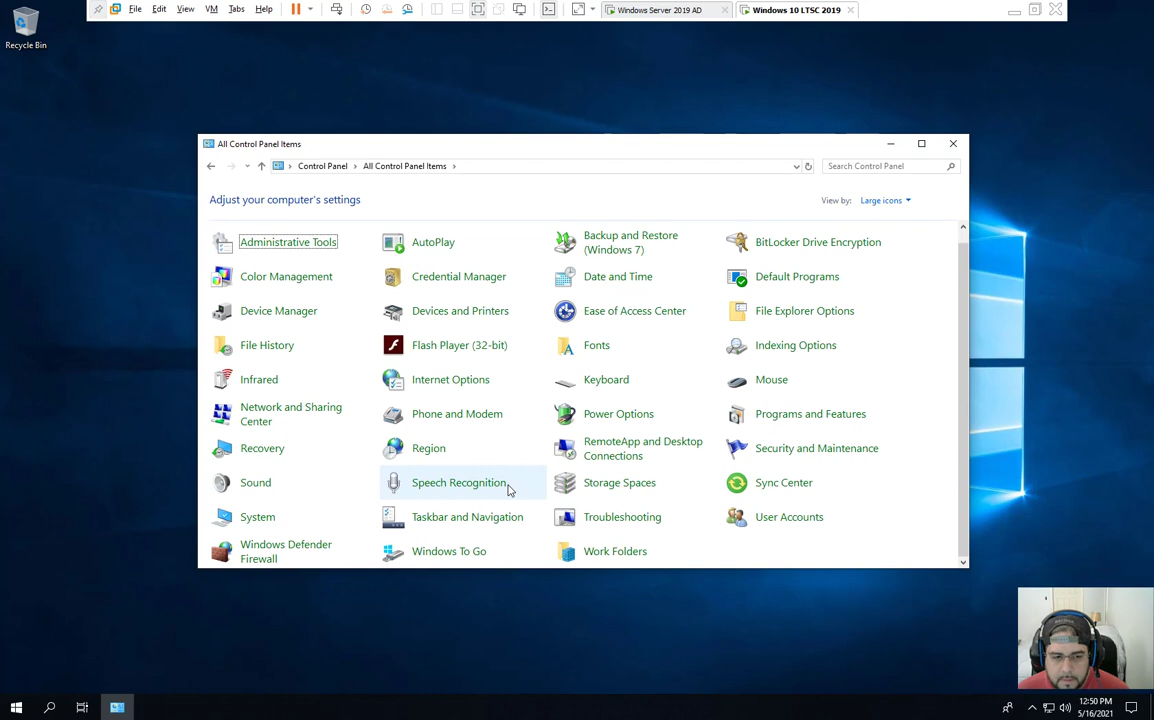 File Edit View VM Tabs Help
Windows Server 2019 AD
Windows 10 LTSC 2019
Recycle Bin
All Control Panel Items
Control Panel
All Control Panel Items
Search Control Panel
Adjust your computer's settings
View by:
Large icons
Administrative Tools
AutoPlay
Backup and Restore
(Windows 7)
BitLocker Drive Encryption
Color Management
Credential Manager
Date and Time
Default Programs
Device Manager
Devices and Printers
Ease of Access Center
File Explorer Options
File History
Flash Player (32-bit)
Fonts
Indexing Options
Infrared
Internet Options
Keyboard
Mouse
Network and Sharing
Center
Phone and Modem
Power Options
Programs and Features
Recovery
Region
RemoteApp and Desktop
Connections
Security and Maintenance
Sound
Speech Recognition
Storage Spaces
Sync Center
System
Taskbar and Navigation
Troubleshooting
User Accounts
Windows Defender
Firewall
Windows To Go
Work Folders
12:50 PM
5/16/2021